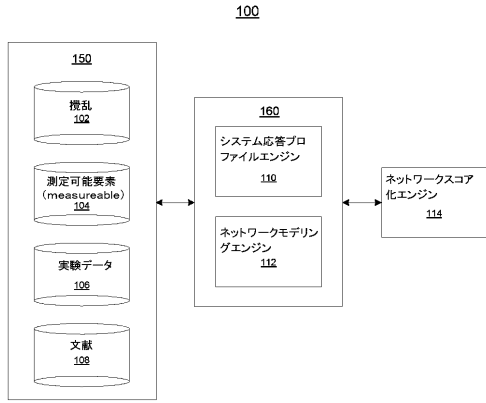 100
150
攪乱
102
測定可能要素
(measureable)
104
実験データ
106
文献
108
160
システム応答プロ
ファイルエンジン
110
ネットワークモデリン
グエンジン
112
ネットワークスコア
化エンジン
114